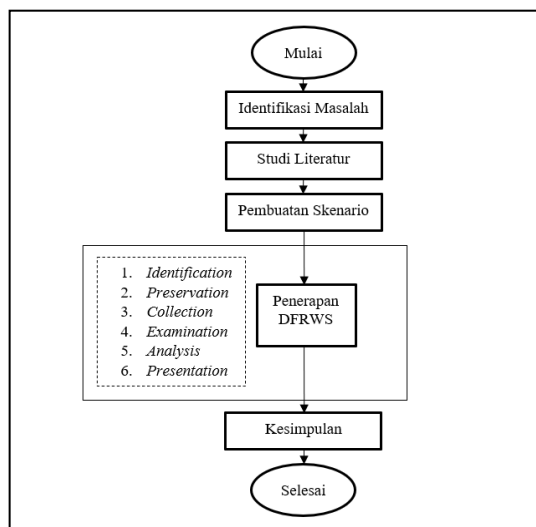 Mulai
Identifikasi Masalah
Studi Literatur
Pembuatan Skenario
1. Identification
2. Preservation
3. Collection
4. Examination
5. Analysis
6. Presentation
Penerapan
DFRWS
Kesimpulan
Selesai